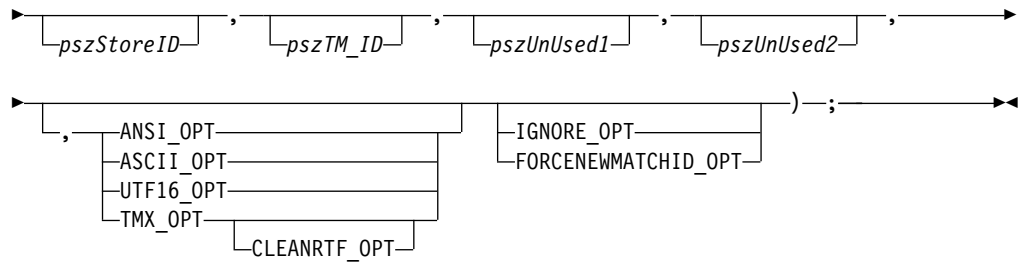 , , , ,
pszStoreID pszTM_ID pszUnUsed1 pszUnUsed2
) ;
, ANSI_OPT IGNORE_OPT
ASCII_OPT FORCENEWMATCHID_OPT
UTF16_OPT
TMX_OPT
CLEANRTF_OPT